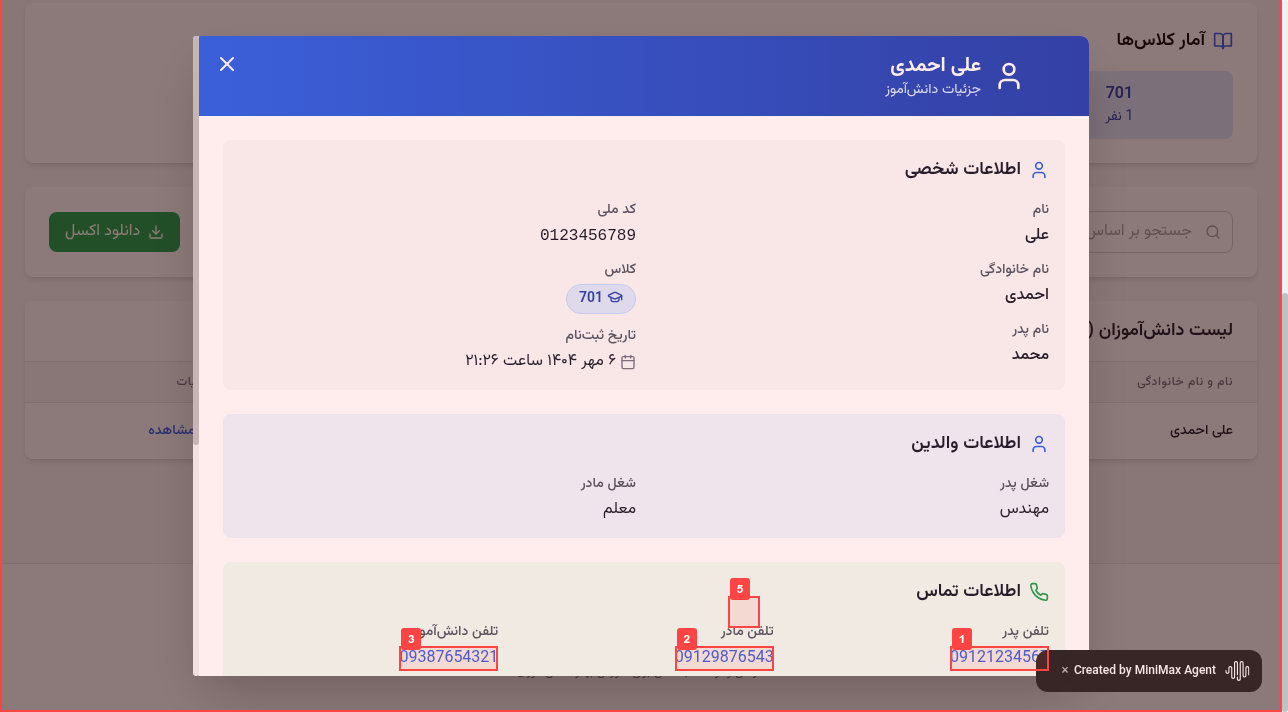 آمار کلاس‌ها
701
1 نفر
جستجو بر اساس
دانلود اکسل
لیست دانش‌آموزان (
نام و نام خانوادگی
علی احمدی
مشاهده
علی احمدی
جزئیات دانش‌آموز
اطلاعات شخصی
نام
علی
نام خانوادگی
احمدی
نام پدر
محمد
کد ملی
0123456789
کلاس
701
تاریخ ثبت‌نام
۶ مهر ۱۴۰۴ ساعت ۲۱:۲۶
اطلاعات والدین
شغل پدر
مهندس
شغل مادر
معلم
اطلاعات تماس
5
تلفن پدر
1
0912123456
تلفن مادر
2
09129876543
تلفن دانش‌آموز
3
09387654321
× Created by MiniMax Agent